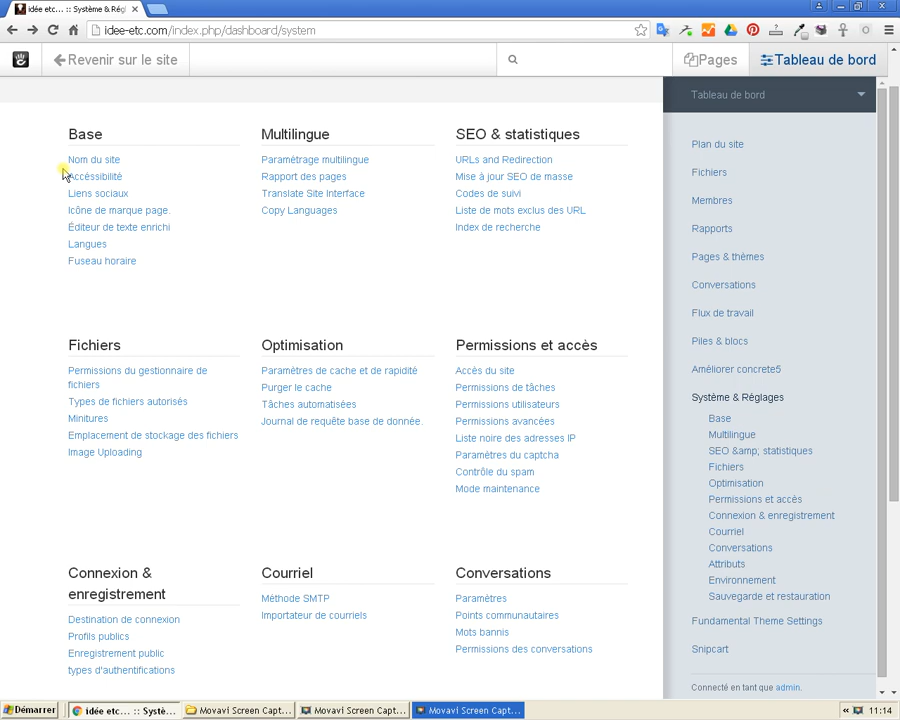 idée etc... :: Système & Régl
idee-etc.com/index.php/dashboard/system
Revenir sur le site
Pages
Tableau de bord
Tableau de bord
Base
Nom du site
Accéssibilité
Liens sociaux
Icône de marque page.
Éditeur de texte enrichi
Langues
Fuseau horaire
Multilingue
Paramétrage multilingue
Rapport des pages
Translate Site Interface
Copy Languages
SEO & statistiques
URLs and Redirection
Mise à jour SEO de masse
Codes de suivi
Liste de mots exclus des URL
Index de recherche
Fichiers
Permissions du gestionnaire de
fichiers
Types de fichiers autorisés
Minitures
Emplacement de stockage des fichiers
Image Uploading
Optimisation
Paramètres de cache et de rapidité
Purger le cache
Tâches automatisées
Journal de requête base de donnée.
Permissions et accès
Accès du site
Permissions de tâches
Permissions utilisateurs
Permissions avancées
Liste noire des adresses IP
Paramètres du captcha
Contrôle du spam
Mode maintenance
Connexion &
enregistrement
Destination de connexion
Profils publics
Enregistrement public
types d'authentifications
Courriel
Méthode SMTP
Importateur de courriels
Conversations
Paramètres
Points communautaires
Mots bannis
Permissions des conversations
Plan du site
Fichiers
Membres
Rapports
Pages & thèmes
Conversations
Flux de travail
Piles & blocs
Améliorer concrete5
Système & Réglages
Base
Multilingue
SEO &amp; statistiques
Fichiers
Optimisation
Permissions et accès
Connexion & enregistrement
Courriel
Conversations
Attributs
Environnement
Sauvegarde et restauration
Fundamental Theme Settings
Snipcart
Connecté en tant que admin.
Démarrer
idée etc... :: Systè...
Movavi Screen Capt...
Movavi Screen Capt...
Movavi Screen Capt...
11:14